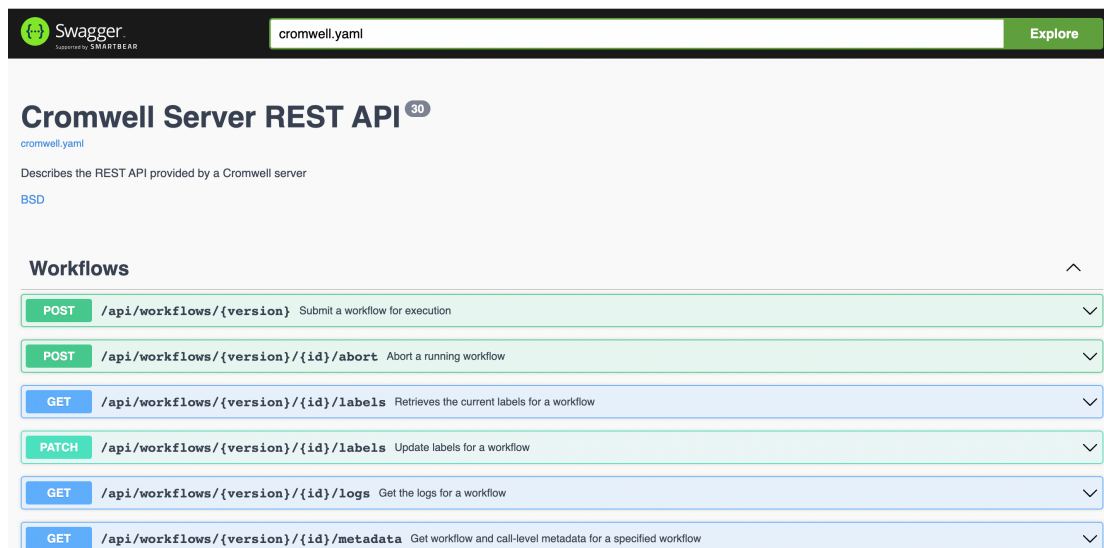 {···} Swagger. Supported by SMARTBEAR
cromwell.yaml
Explore
Cromwell Server REST API 30
cromwell.yaml
Describes the REST API provided by a Cromwell server
BSD
Workflows
POST /api/workflows/{version} Submit a workflow for execution
POST /api/workflows/{version}/{id}/abort Abort a running workflow
GET /api/workflows/{version}/{id}/labels Retrieves the current labels for a workflow
PATCH /api/workflows/{version}/{id}/labels Update labels for a workflow
GET /api/workflows/{version}/{id}/logs Get the logs for a workflow
GET /api/workflows/{version}/{id}/metadata Get workflow and call-level metadata for a specified workflow